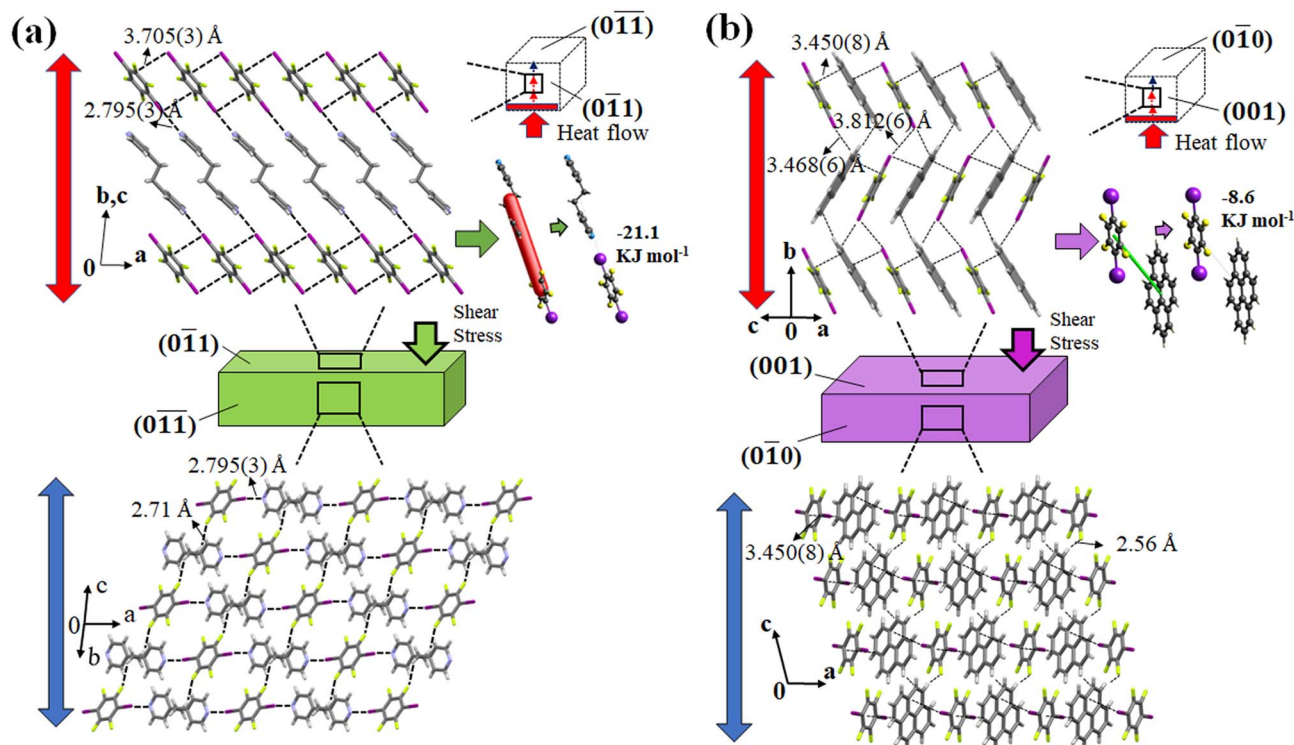 (a)
3.705(3) Å
2.795(3) Å
b,c
0
a
(01̅1̅)
(01̅1)
Heat flow
-21.1
KJ mol⁻¹
Shear
Stress
(01̅1)
(01̅1̅)
2.795(3) Å
2.71 Å
c
0
a
b
(b)
3.450(8) Å
3.812(6) Å
3.468(6) Å
b
c
0
a
(01̅0)
(001)
Heat flow
-8.6
KJ mol⁻¹
Shear
Stress
(001)
(01̅0)
3.450(8) Å
2.56 Å
c
0
a